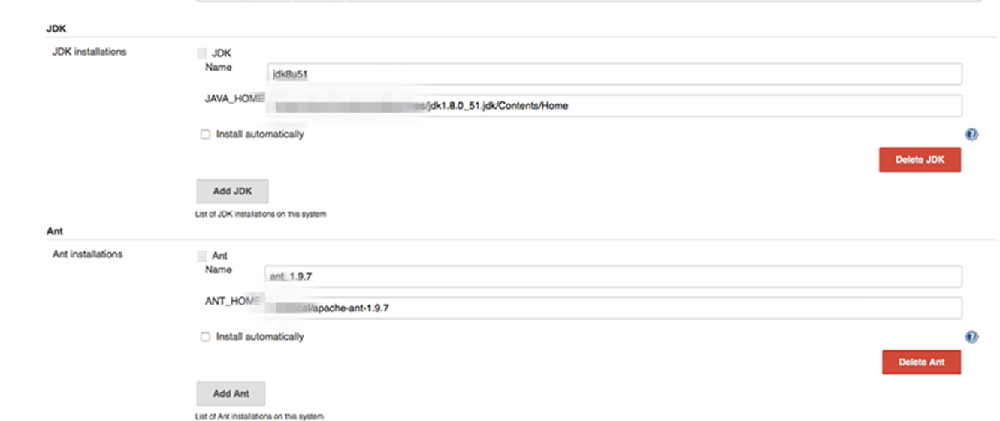 JDK
JDK installations
JDK
Name
jdk8u51
JAVA_HOME
/jdk1.8.0_51.jdk/Contents/Home
Install automatically
Delete JDK
Add JDK
List of JDK installations on this system
Ant
Ant installations
Ant
Name
ant_1.9.7
ANT_HOME
local/apache-ant-1.9.7
Install automatically
Delete Ant
Add Ant
List of Ant installations on this system